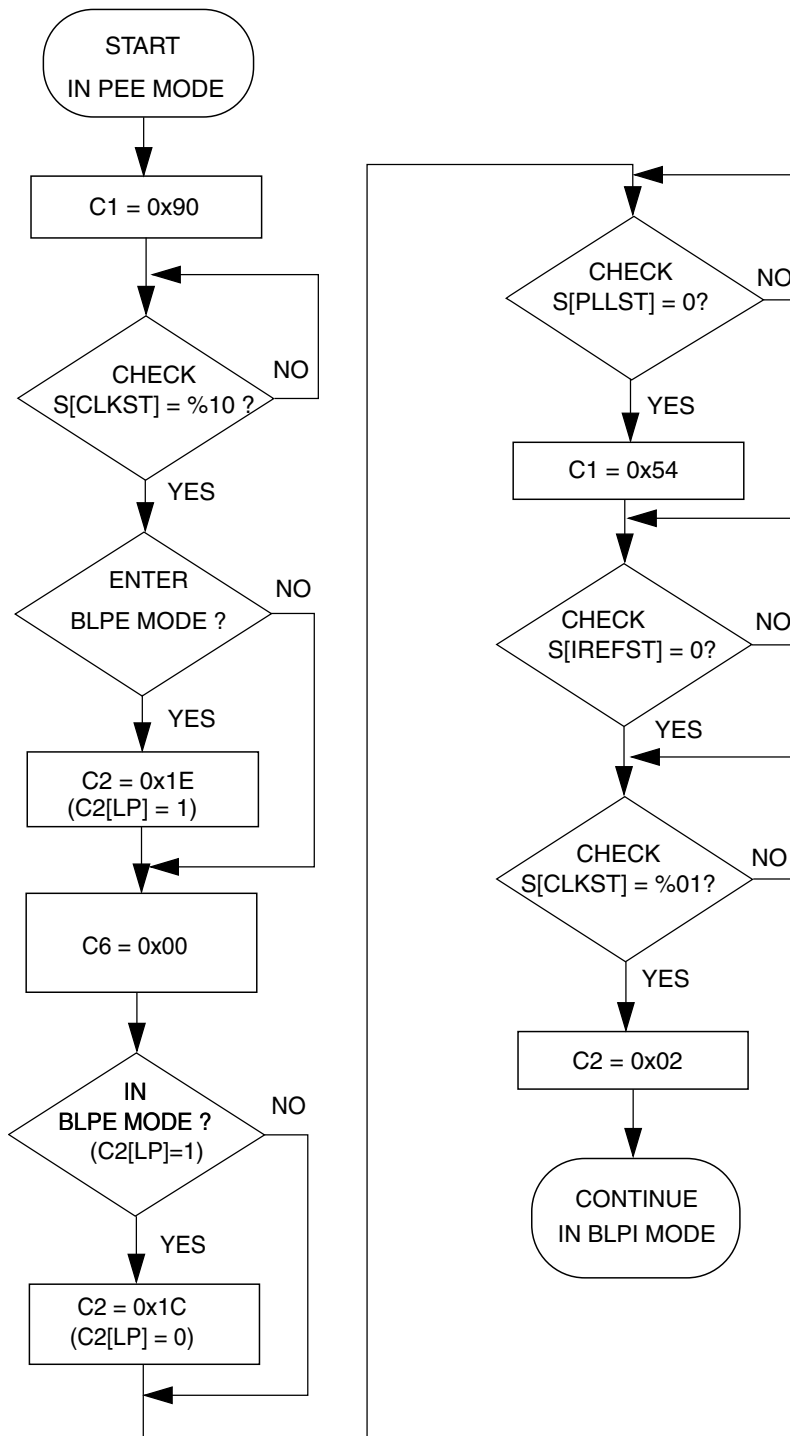 START
IN PEE MODE
C1 = 0x90
CHECK
S[CLKST] = %10 ?
NO
YES
ENTER
BLPE MODE ?
NO
YES
C2 = 0x1E
(C2[LP] = 1)
C6 = 0x00
IN
BLPE MODE ?
(C2[LP]=1)
NO
YES
C2 = 0x1C
(C2[LP] = 0)
CHECK
S[PLLST] = 0?
NO
YES
C1 = 0x54
CHECK
S[IREFST] = 0?
NO
YES
CHECK
S[CLKST] = %01?
NO
YES
C2 = 0x02
CONTINUE
IN BLPI MODE